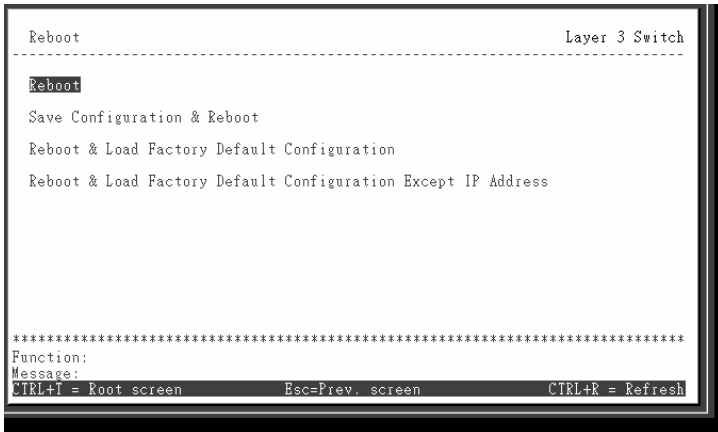 Reboot Layer 3 Switch
--------------------------------------------------------------------------------
Reboot
Save Configuration & Reboot
Reboot & Load Factory Default Configuration
Reboot & Load Factory Default Configuration Except IP Address
********************************************************************************
Function:
Message:
CTRL+T = Root screen Esc=Prev. screen CTRL+R = Refresh